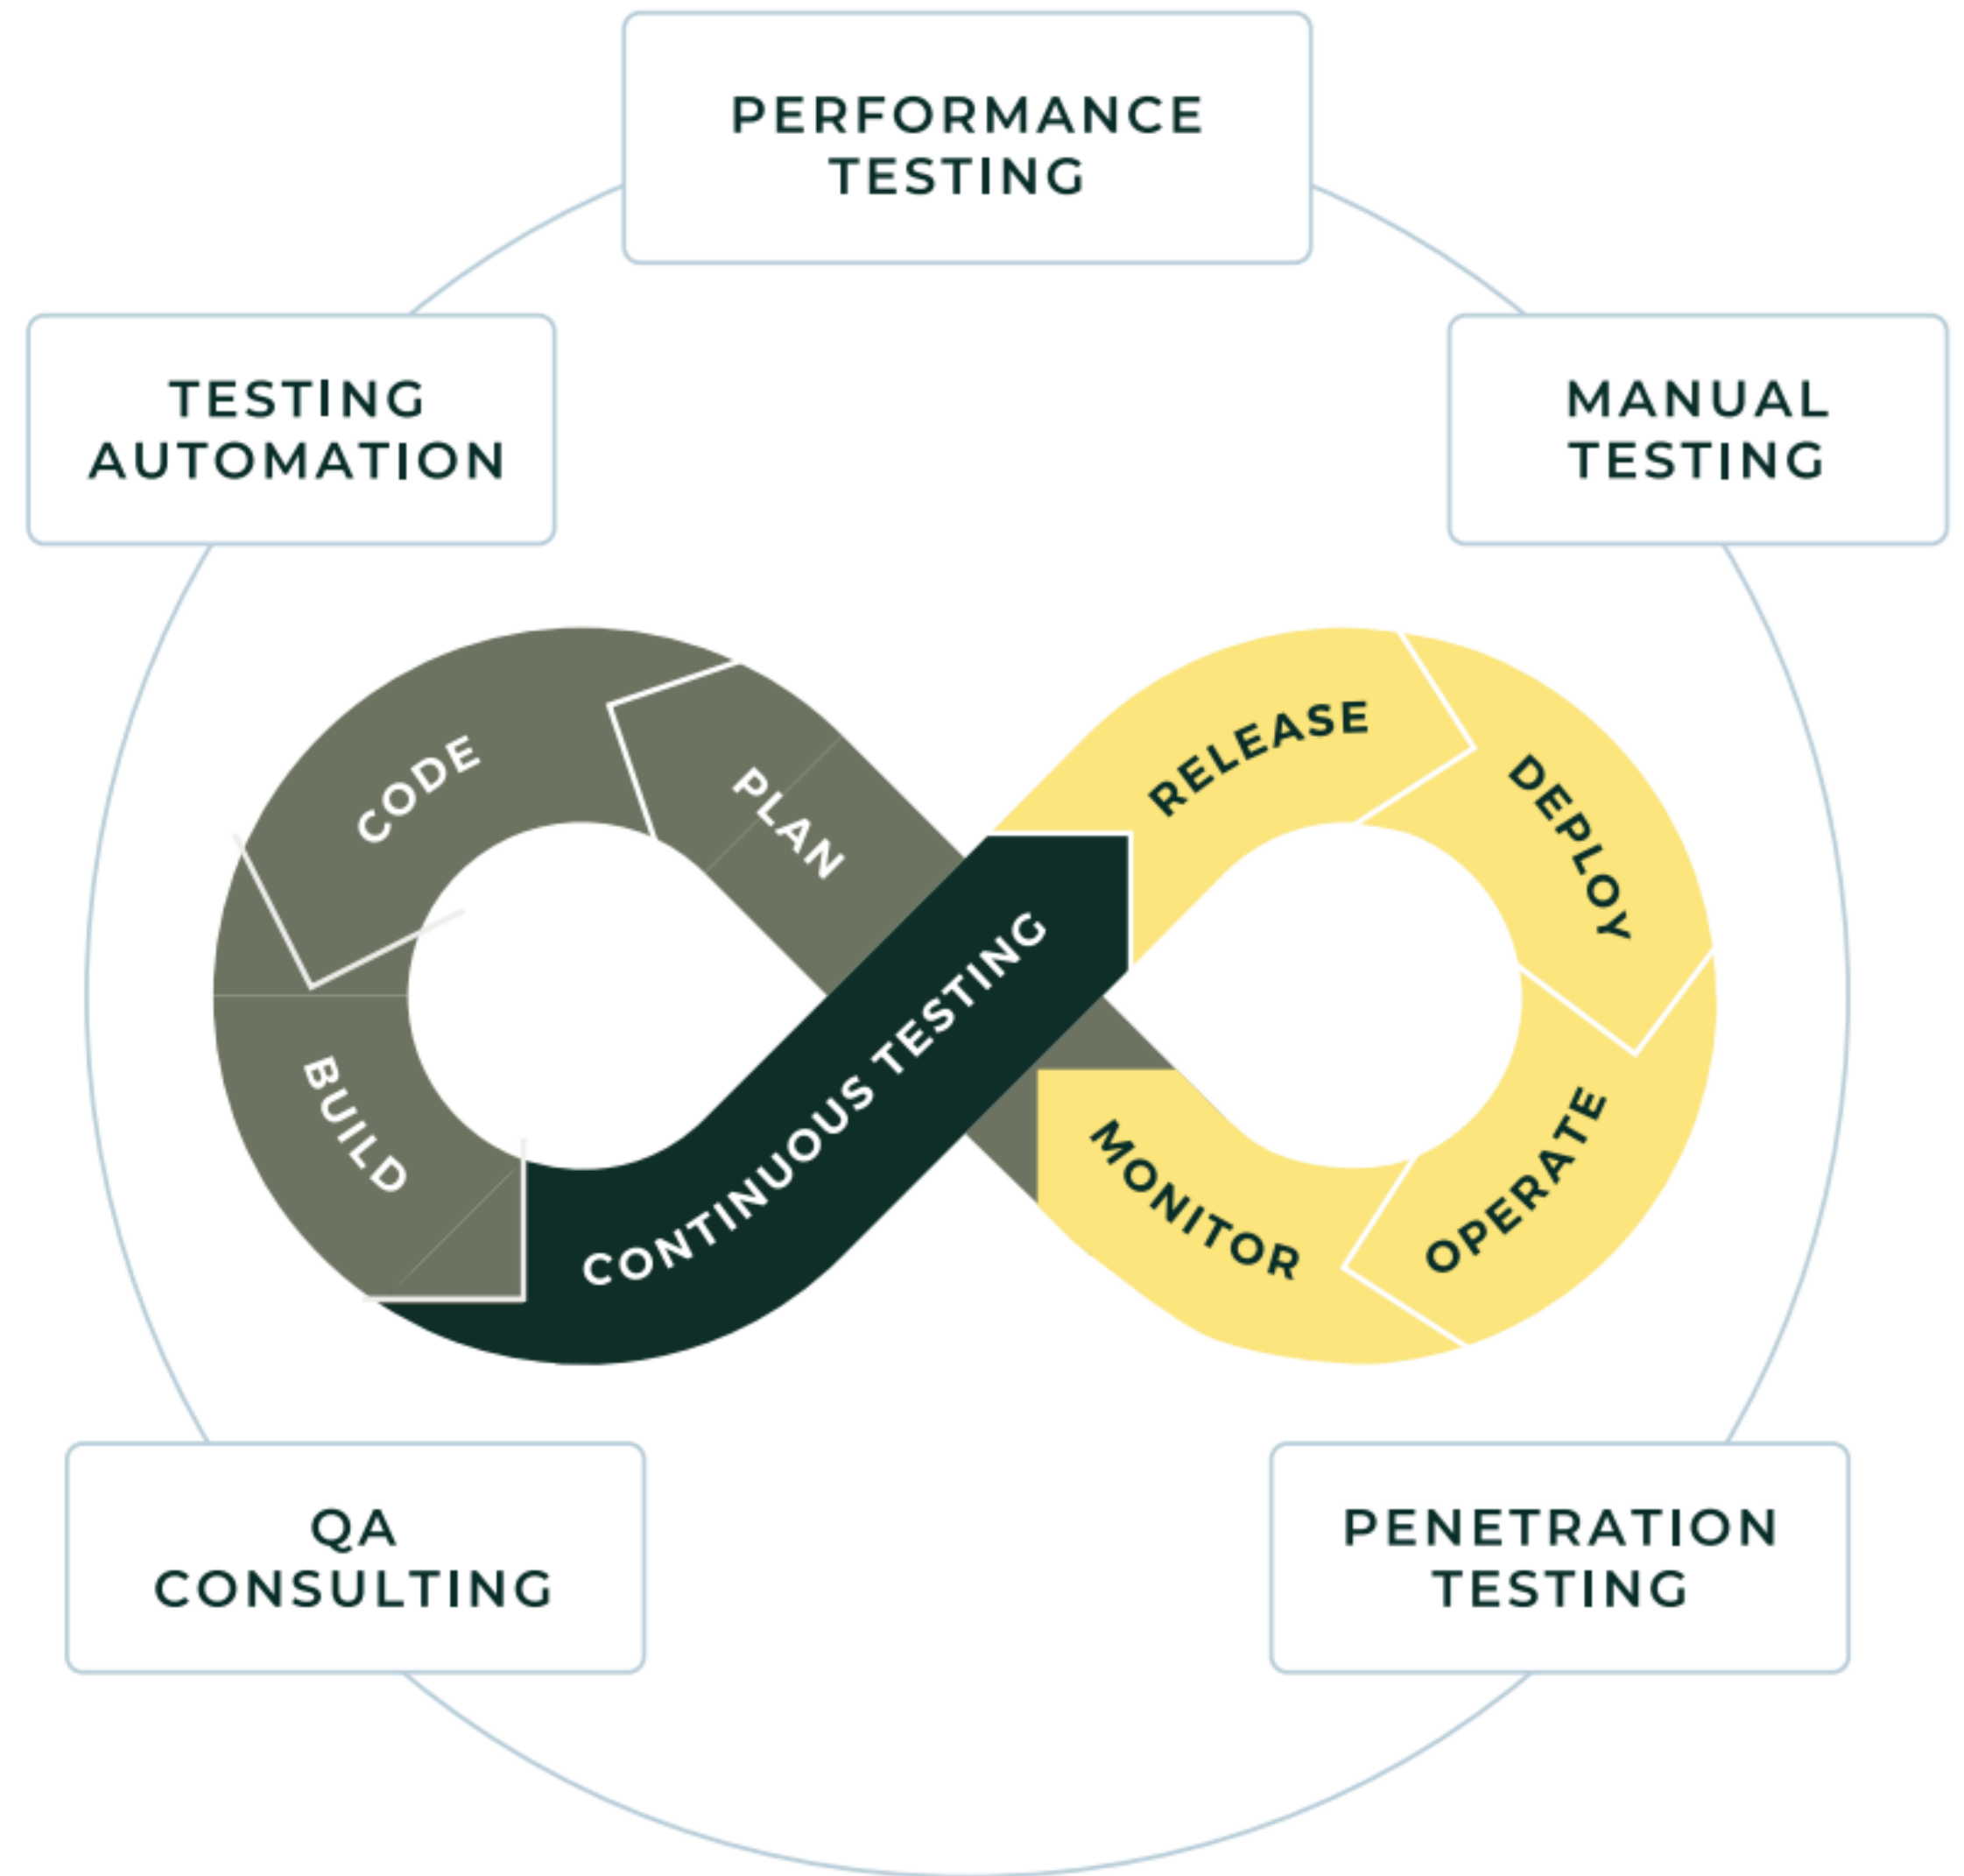 PERFORMANCE
TESTING
TESTING
AUTOMATION
MANUAL
TESTING
CODE
PLAN
BUILD
CONTINUOUS TESTING
RELEASE
DEPLOY
OPERATE
MONITOR
QA
CONSULTING
PENETRATION
TESTING